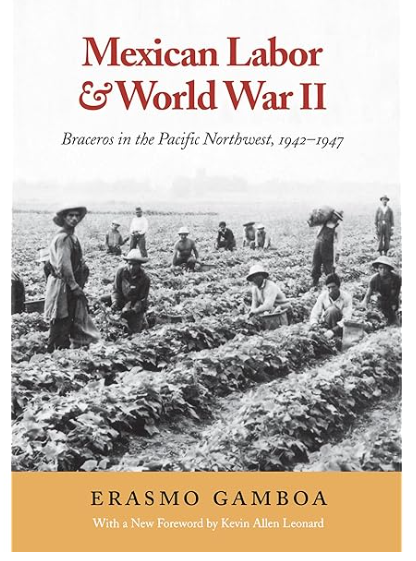 Mexican Labor
& World War II
Braceros in the Pacific Northwest, 1942–1947
ERASMO GAMBOA
With a New Foreword by Kevin Allen Leonard